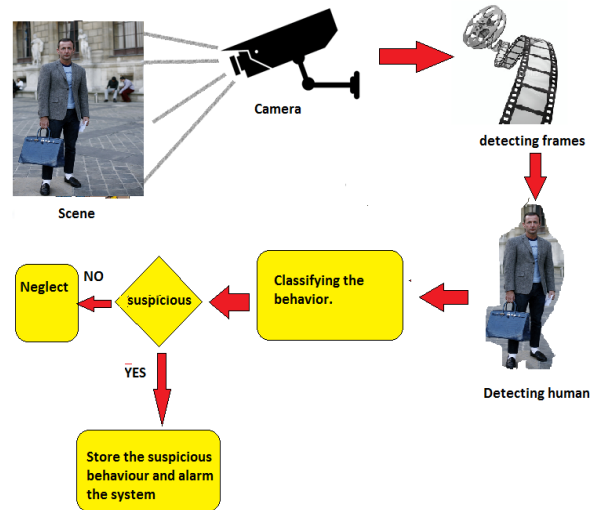 Camera
detecting frames
Scene
Detecting human
Classifying the
behavior.
suspicious
NO
Neglect
YES
Store the suspicious
behaviour and alarm
the system